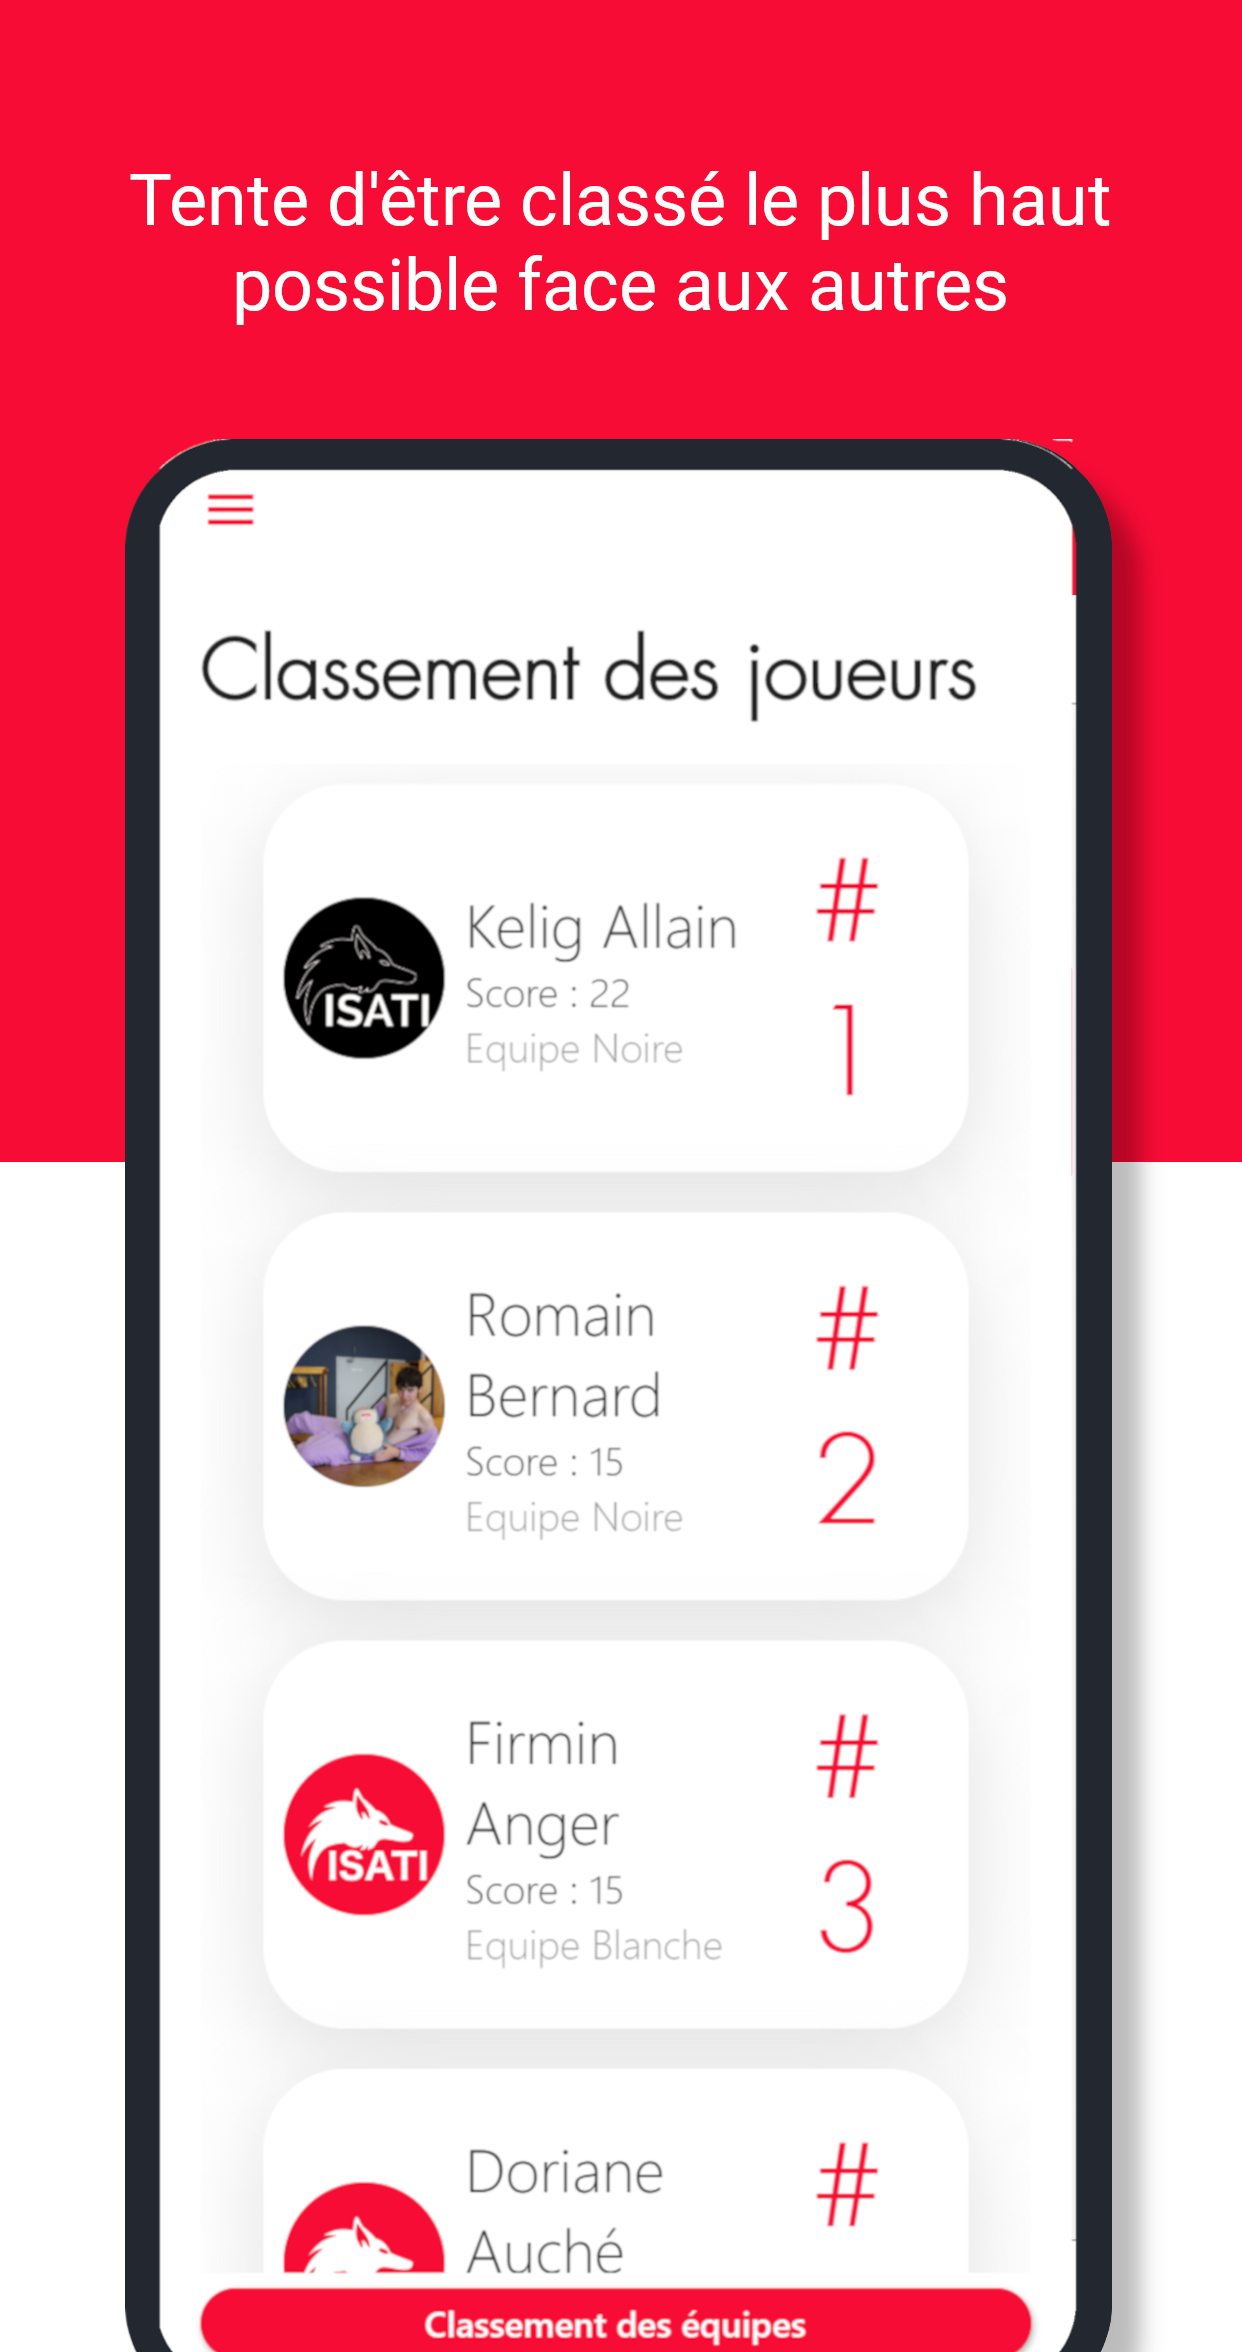 Tente d'être classé le plus haut
possible face aux autres
Classement des joueurs
ISATI
Kelig Allain
Score : 22
Equipe Noire
#
1
Romain
Bernard
Score : 15
Equipe Noire
#
2
ISATI
Firmin
Anger
Score : 15
Equipe Blanche
#
3
Doriane
Auché
#
Classement des équipes